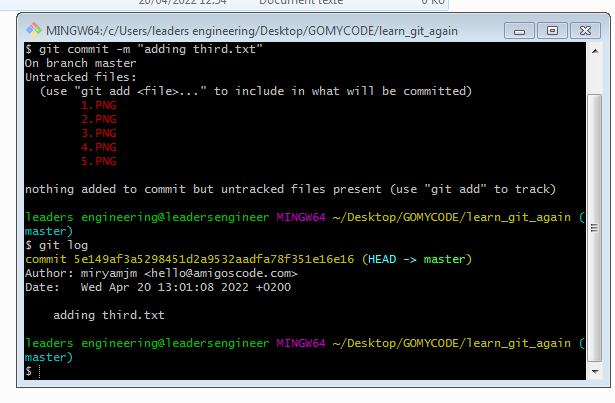 20/04/2022 12:54 Document texte 0 Ko
MINGW64:/c/Users/leaders engineering/Desktop/GOMYCODE/learn_git_again
$ git commit -m "adding third.txt"
On branch master
Untracked files:
  (use "git add <file>..." to include in what will be committed)
        1.PNG
        2.PNG
        3.PNG
        4.PNG
        5.PNG

nothing added to commit but untracked files present (use "git add" to track)

leaders engineering@leadersengineer MINGW64 ~/Desktop/GOMYCODE/learn_git_again (
master)
$ git log
commit 5e149af3a5298451d2a9532aadfa78f351e16e16 (HEAD -> master)
Author: miryamjm <hello@amigoscode.com>
Date:   Wed Apr 20 13:01:08 2022 +0200

    adding third.txt

leaders engineering@leadersengineer MINGW64 ~/Desktop/GOMYCODE/learn_git_again (
master)
$